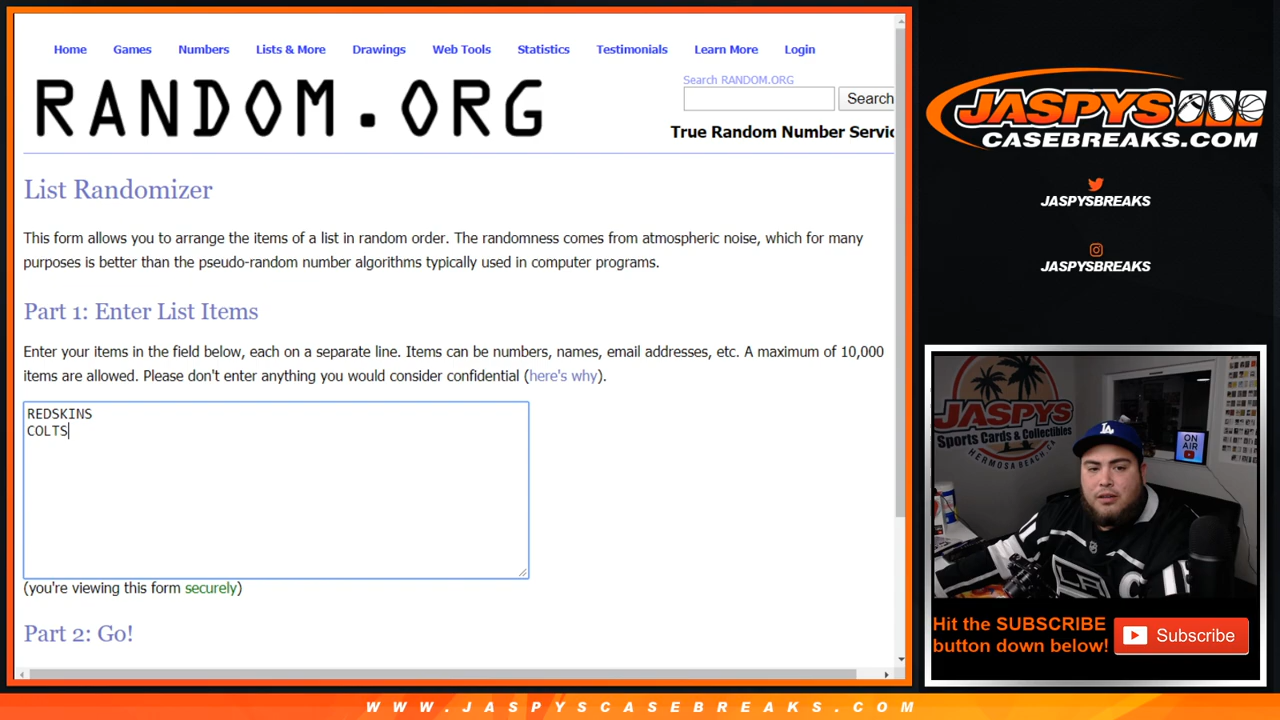 Home Games Numbers Lists & More Drawings Web Tools Statistics Testimonials Learn More Login
RANDOM.ORG
Search RANDOM.ORG
Search
True Random Number Servic
List Randomizer
This form allows you to arrange the items of a list in random order. The randomness comes from atmospheric noise, which for many
purposes is better than the pseudo-random number algorithms typically used in computer programs.
Part 1: Enter List Items
Enter your items in the field below, each on a separate line. Items can be numbers, names, email addresses, etc. A maximum of 10,000
items are allowed. Please don't enter anything you would consider confidential (here's why).
REDSKINS
COLTS
(you're viewing this form securely)
Part 2: Go!
JASPYS
CASEBREAKS.COM
JASPYSBREAKS
JASPYSBREAKS
JASPYS
Sports Cards & Collectibles
HERMOSA BEACH, CA
LA
ON
AIR
LA
C
Hit the SUBSCRIBE
button down below!
Subscribe
WWW.JASPYSCASEBREAKS.COM